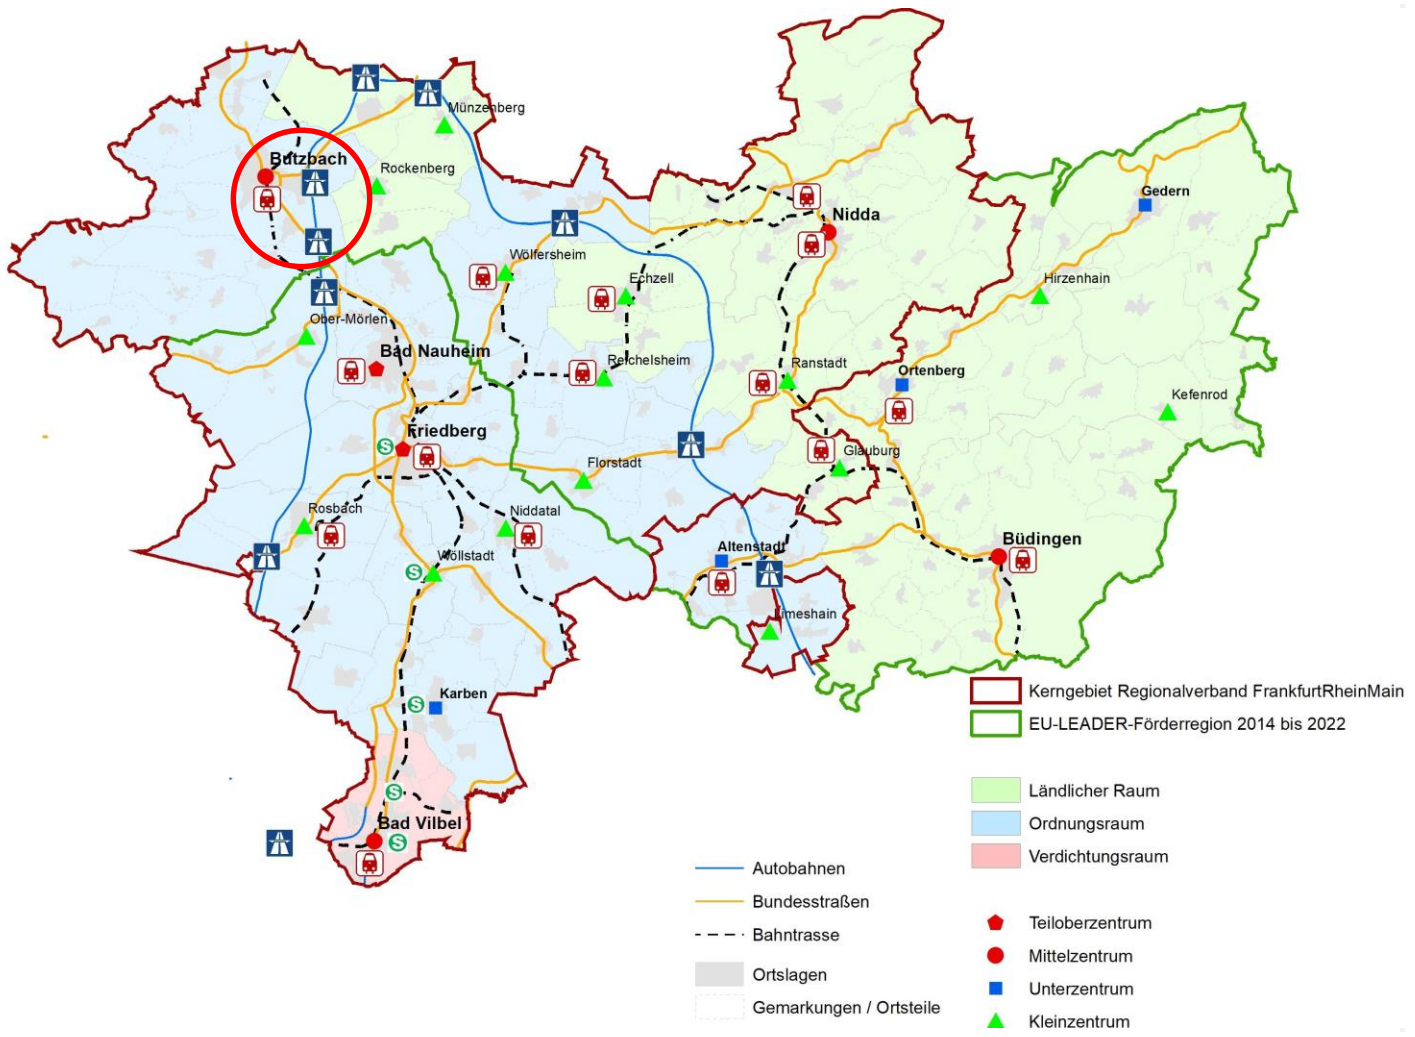 Münzenberg
Butzbach
Rockenberg
Gedern
Nidda
Wölfersheim
Echzell
Hirzenhain
Ober-Mörlen
Bad Nauheim
Reichelsheim
Ranstadt
Ortenberg
Kefenrod
Friedberg
S
Glauburg
Florstadt
Rosbach
Niddatal
Altenstadt
Büdingen
Wöllstadt
S
Limeshain
Karben
S
S
Bad Vilbel
S
Kerngebiet Regionalverband FrankfurtRheinMain
EU-LEADER-Förderregion 2014 bis 2022
Ländlicher Raum
Ordnungsraum
Verdichtungsraum
Autobahnen
Bundesstraßen
Bahntrasse
Ortslagen
Gemarkungen / Ortsteile
Teiloberzentrum
Mittelzentrum
Unterzentrum
Kleinzentrum